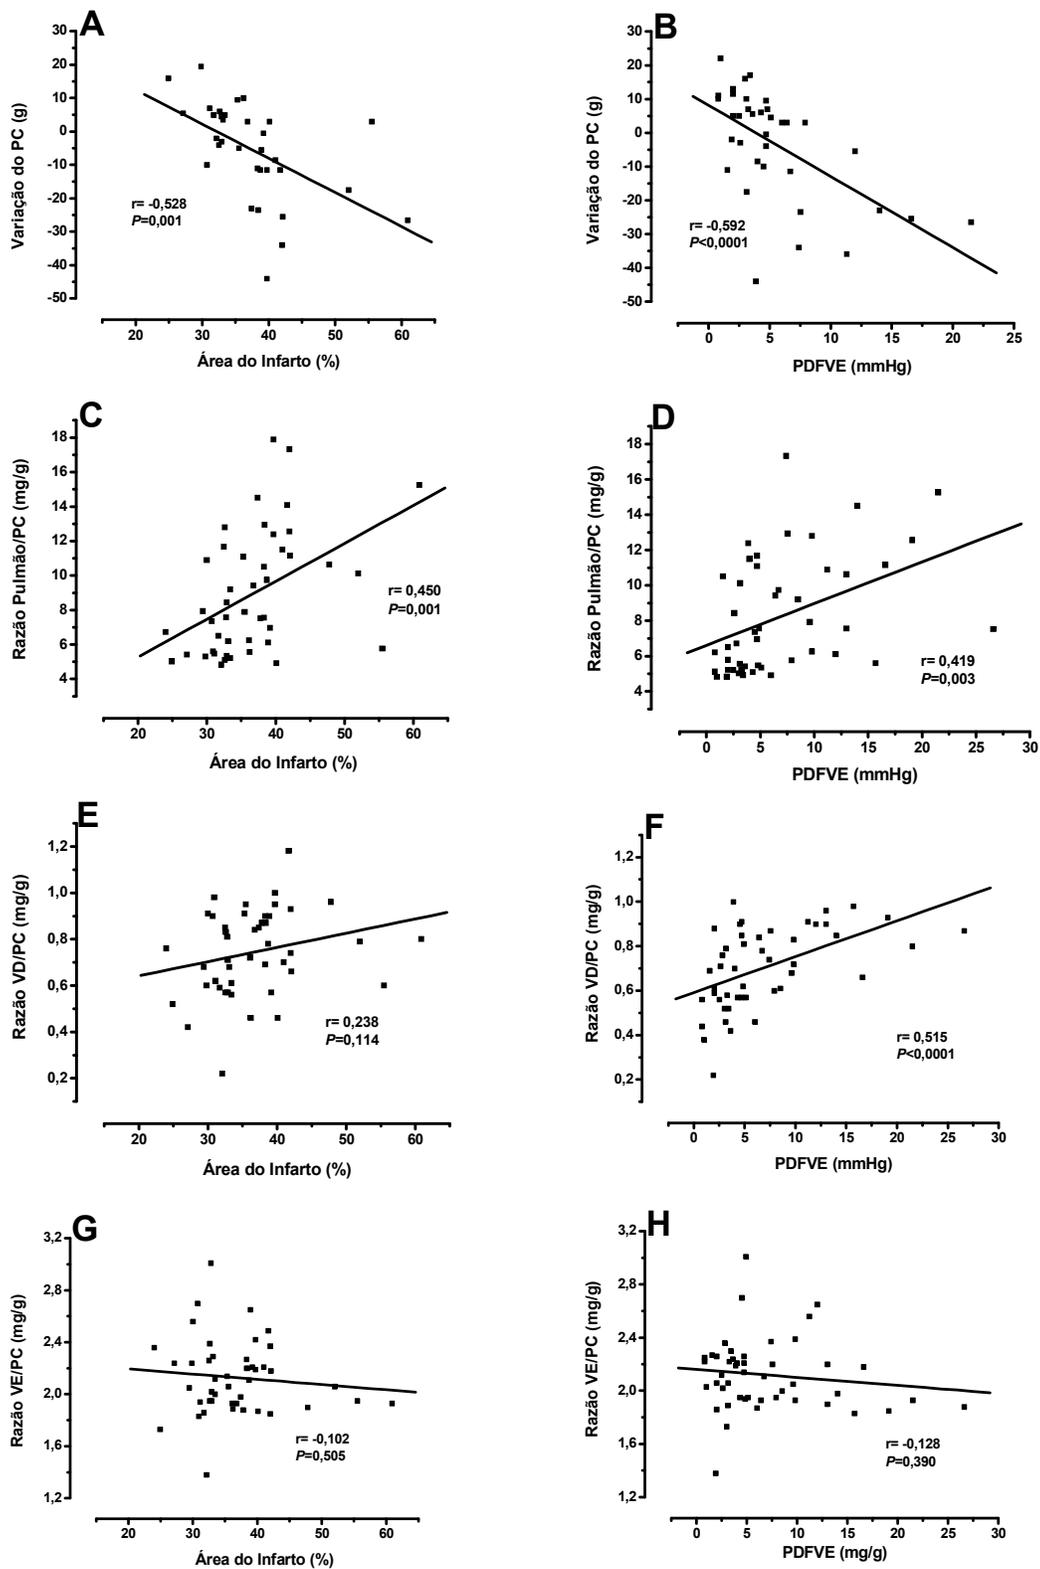 A
30
20
10
0
-10
-20
-30
-40
-50
Variação do PC (g)
r= -0,528
P=0,001
20 30 40 50 60
Área do Infarto (%)
B
30
20
10
0
-10
-20
-30
-40
-50
Variação do PC (g)
r= -0,592
P<0,0001
0 5 10 15 20 25
PDFVE (mmHg)
C
18
16
14
12
10
8
6
4
Razão Pulmão/PC (mg/g)
r= 0,450
P=0,001
20 30 40 50 60
Área do Infarto (%)
D
18
16
14
12
10
8
6
4
Razão Pulmão/PC (mg/g)
r= 0,419
P=0,003
0 5 10 15 20 25 30
PDFVE (mmHg)
E
1,2
1,0
0,8
0,6
0,4
0,2
Razão VD/PC (mg/g)
r= 0,238
P=0,114
20 30 40 50 60
Área do Infarto (%)
F
1,2
1,0
0,8
0,6
0,4
0,2
Razão VD/PC (mg/g)
r= 0,515
P<0,0001
0 5 10 15 20 25 30
PDFVE (mmHg)
G
3,2
2,8
2,4
2,0
1,6
1,2
Razão VE/PC (mg/g)
r= -0,102
P=0,505
20 30 40 50 60
Área do Infarto (%)
H
3,2
2,8
2,4
2,0
1,6
1,2
Razão VE/PC (mg/g)
r= -0,128
P=0,390
0 5 10 15 20 25 30
PDFVE (mg/g)